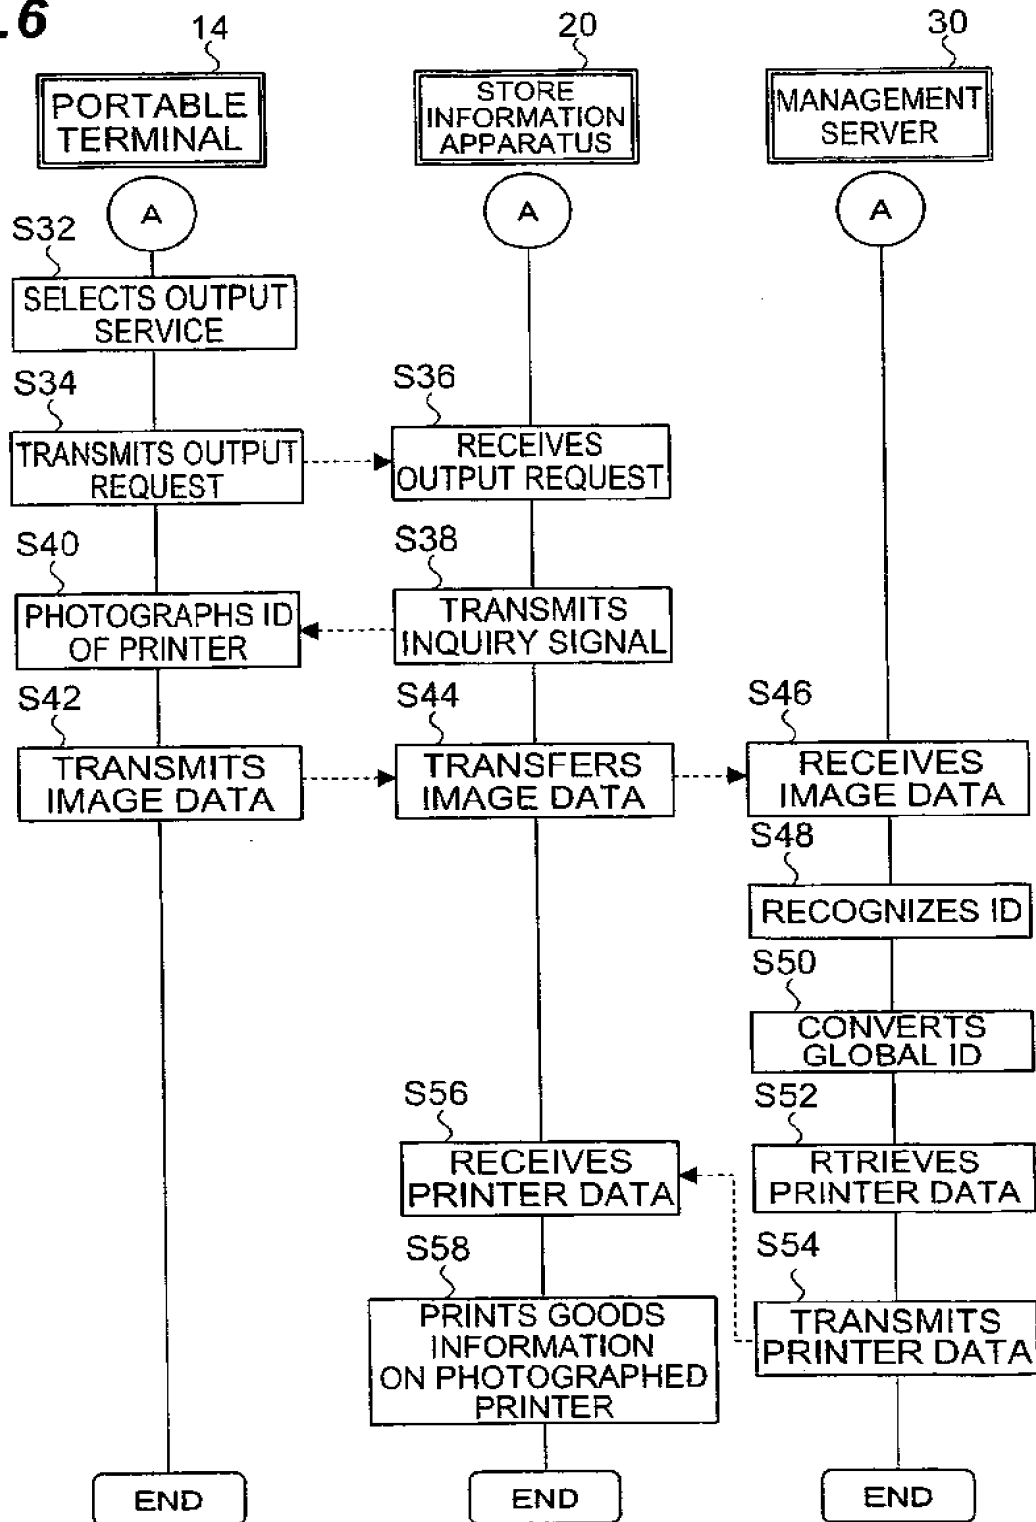 .6
14
20
30
PORTABLE
TERMINAL
STORE
INFORMATION
APPARATUS
MANAGEMENT
SERVER
A
A
A
S32
SELECTS OUTPUT
SERVICE
S34
TRANSMITS OUTPUT
REQUEST
S36
RECEIVES
OUTPUT REQUEST
S40
PHOTOGRAPHS ID
OF PRINTER
S38
TRANSMITS
INQUIRY SIGNAL
S42
TRANSMITS
IMAGE DATA
S44
TRANSFERS
IMAGE DATA
S46
RECEIVES
IMAGE DATA
S48
RECOGNIZES ID
S50
CONVERTS
GLOBAL ID
S56
RECEIVES
PRINTER DATA
S52
RTRIEVES
PRINTER DATA
S58
PRINTS GOODS
INFORMATION
ON PHOTOGRAPHED
PRINTER
S54
TRANSMITS
PRINTER DATA
END
END
END